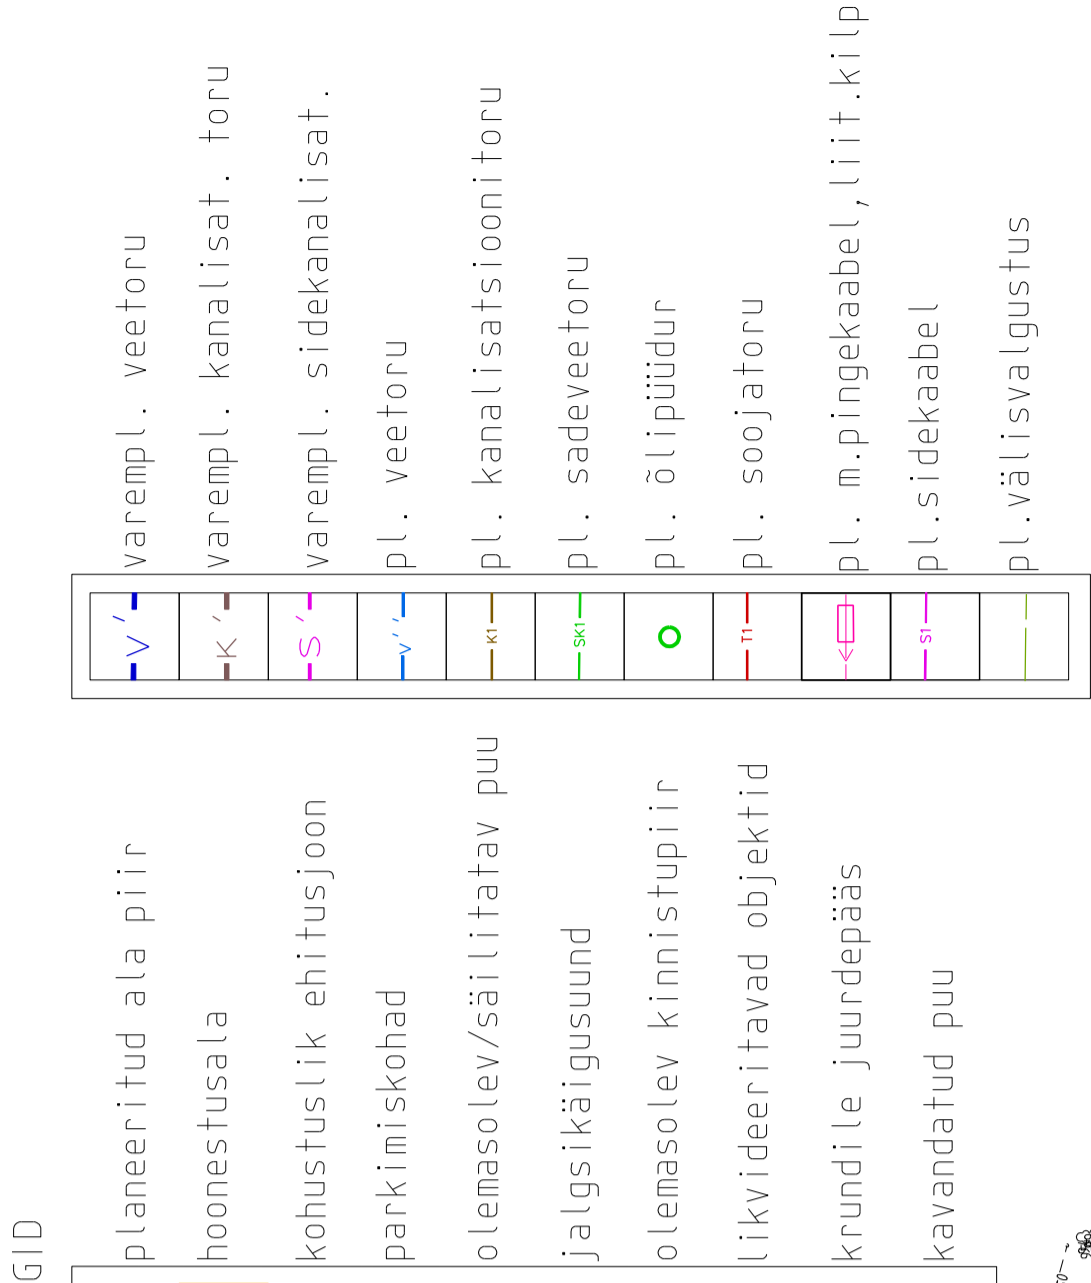 GID
planeeritud ala piir
hoonestusala
kohustuslik ehitusjoon
parkimiskohad
olemasolev/säilitatav puu
jalgsikäigusuund
olemasolev kinnistupiir
likvideeritavad objektid
krundile juurdepääs
kavandatud puu
V' varempl. veetoru
K' varempl. kanalisat. toru
S' varempl. sidekanalisat.
V'' pl. veetoru
K1 pl. kanalisatsioonitoru
SK1 pl. sadeveetoru
pl. õlipüüdur
T1 pl. soojatoru
pl. m.pingekaabel,liit.kilp
S1 pl.sidekaabel
pl.välisvalgustus